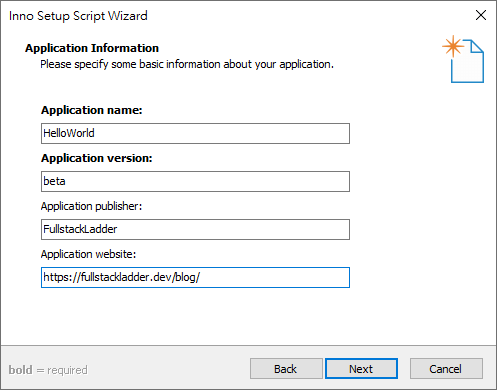 Inno Setup Script Wizard
Application Information
Please specify some basic information about your application.
Application name:
HelloWorld
Application version:
beta
Application publisher:
FullstackLadder
Application website:
https://fullstackladder.dev/blog/
bold = required
Back
Next
Cancel